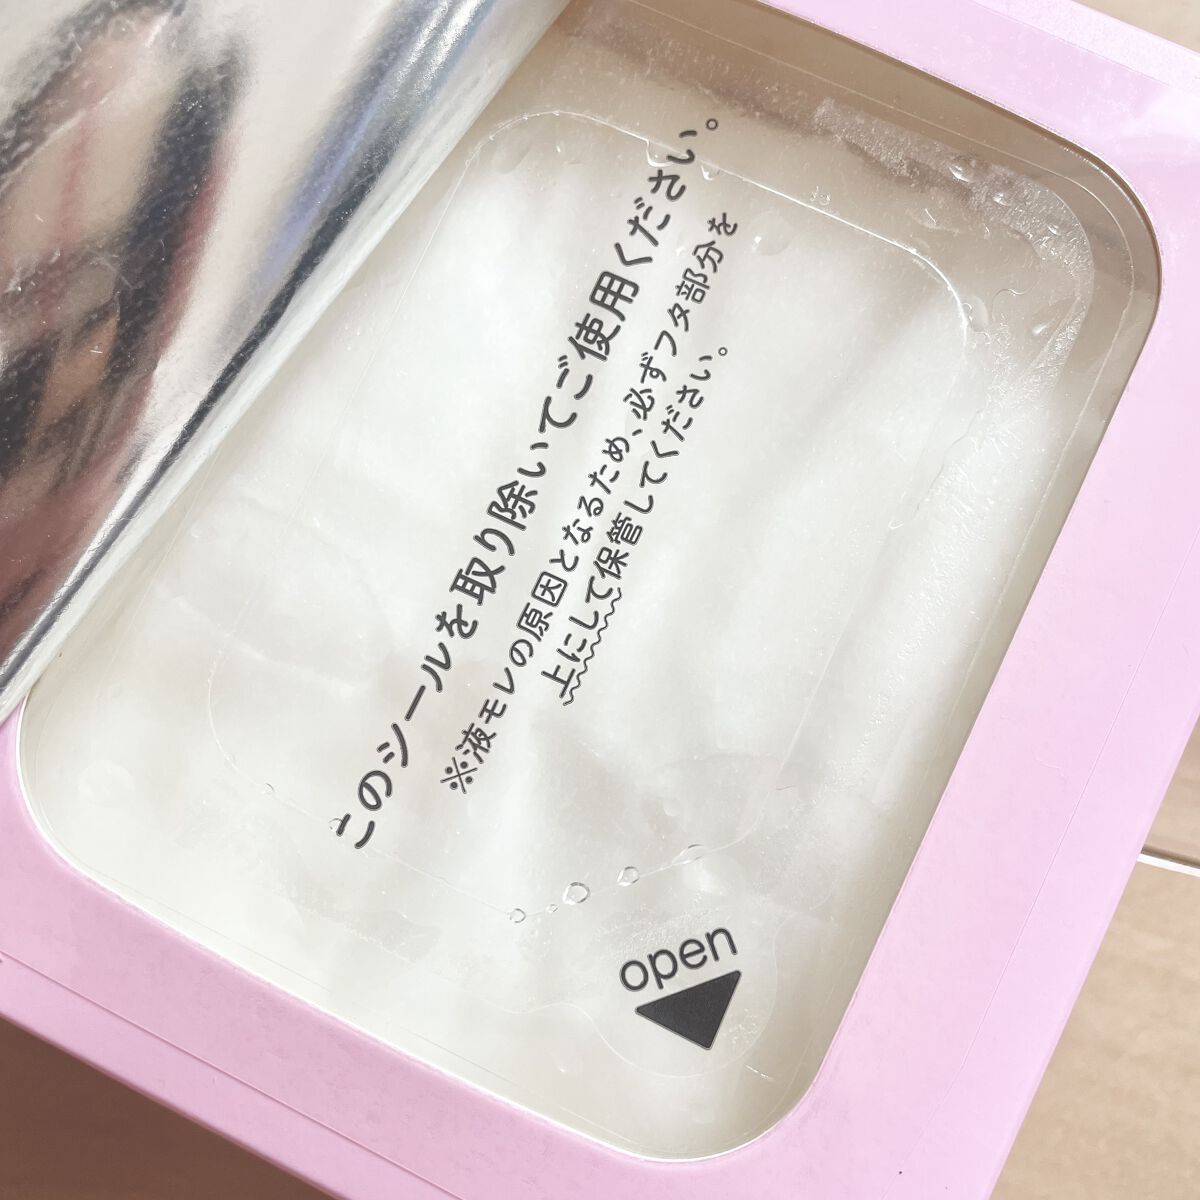 このシールを取り除いてご使用ください。
※液モレの原因となるため、必ずフタ部分を
上にして保管してください。
open